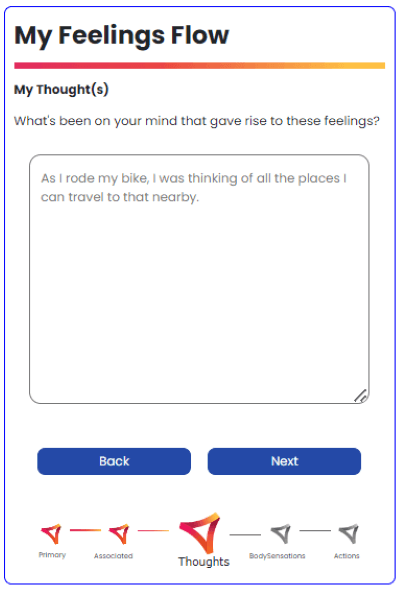 My Feelings Flow
My Thought(s)
What's been on your mind that gave rise to these feelings?
As I rode my bike, I was thinking of all the places I
can travel to that nearby.
Back
Next
Primary
Associated
Thoughts
BodySensations
Actions